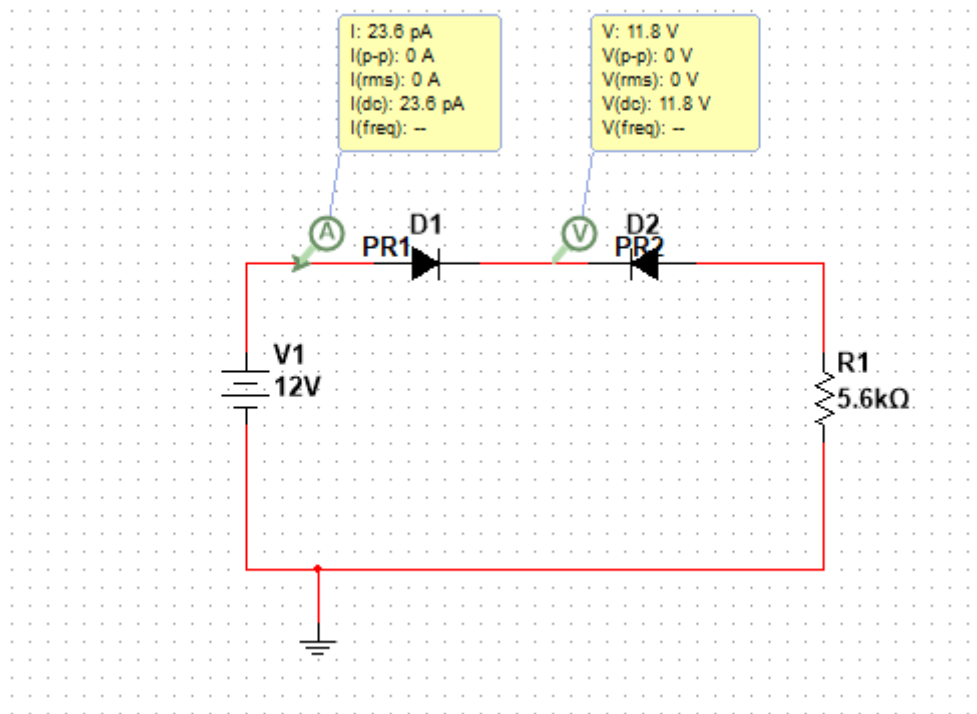 I: 23.6 pA
I(p-p): 0 A
I(rms): 0 A
I(dc): 23.6 pA
I(freq): --
V: 11.8 V
V(p-p): 0 V
V(rms): 0 V
V(dc): 11.8 V
V(freq): --
A
D1
V
D2
PR1
PR2
V1
12V
R1
5.6kΩ